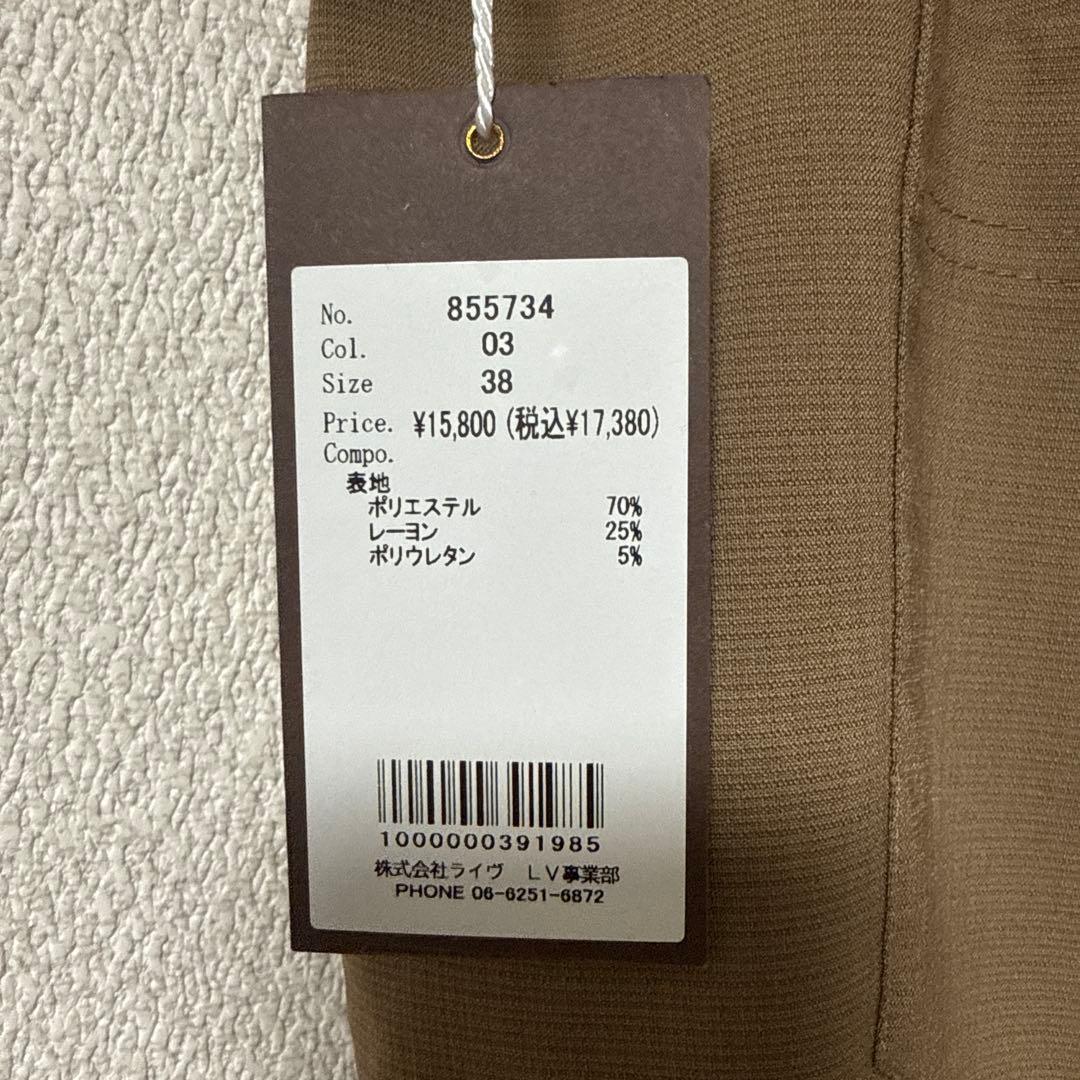 No. 855734
Col. 03
Size 38
Price. ¥15,800 (税込¥17,380)
Compo.
表地
ポリエステル 70%
レーヨン 25%
ポリウレタン 5%
1000000391985
株式会社ライヴ　LV事業部
PHONE 06-6251-6872